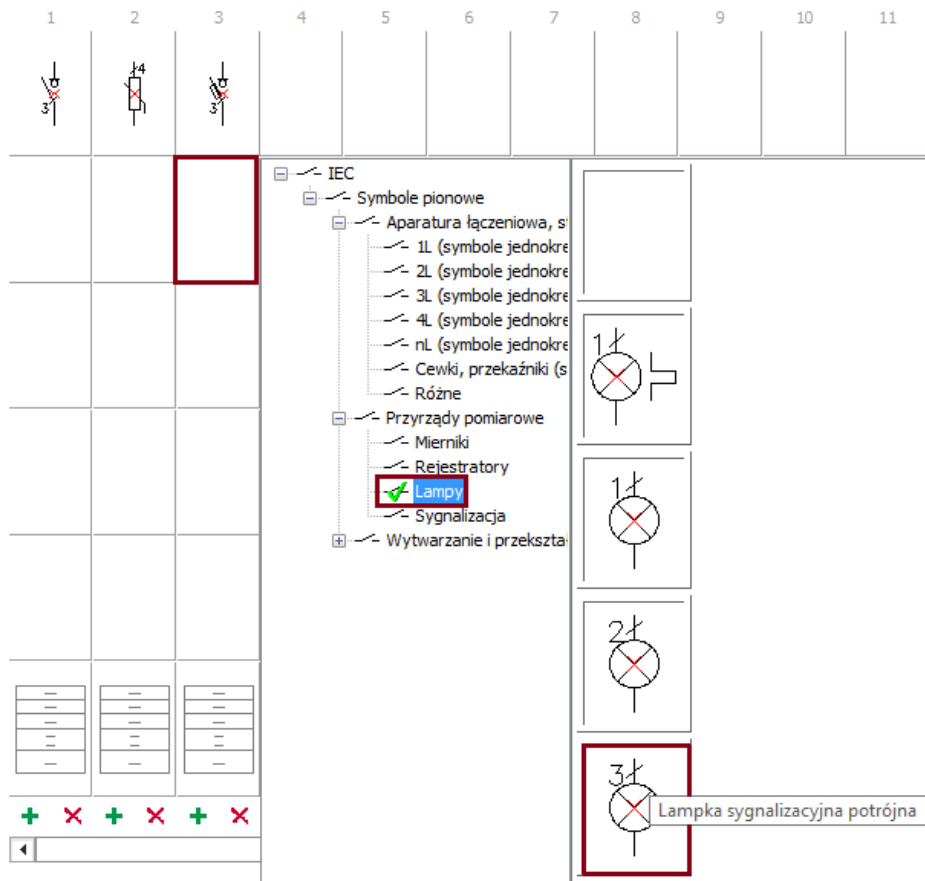 1 2 3 4 5 6 7 8 9 10 11
3 4 1 3
IEC
Symbole pionowe
Aparatura łączeniowa, s
1L (symbole jednokre
2L (symbole jednokre
3L (symbole jednokre
4L (symbole jednokre
nL (symbole jednokre
Cewki, przekaźniki (s
Różne
Przyrządy pomiarowe
Mierniki
Rejestratory
Lampy
Sygnalizacja
Wytwarzanie i przekszta
1
1
2
3
Lampka sygnalizacyjna potrójna